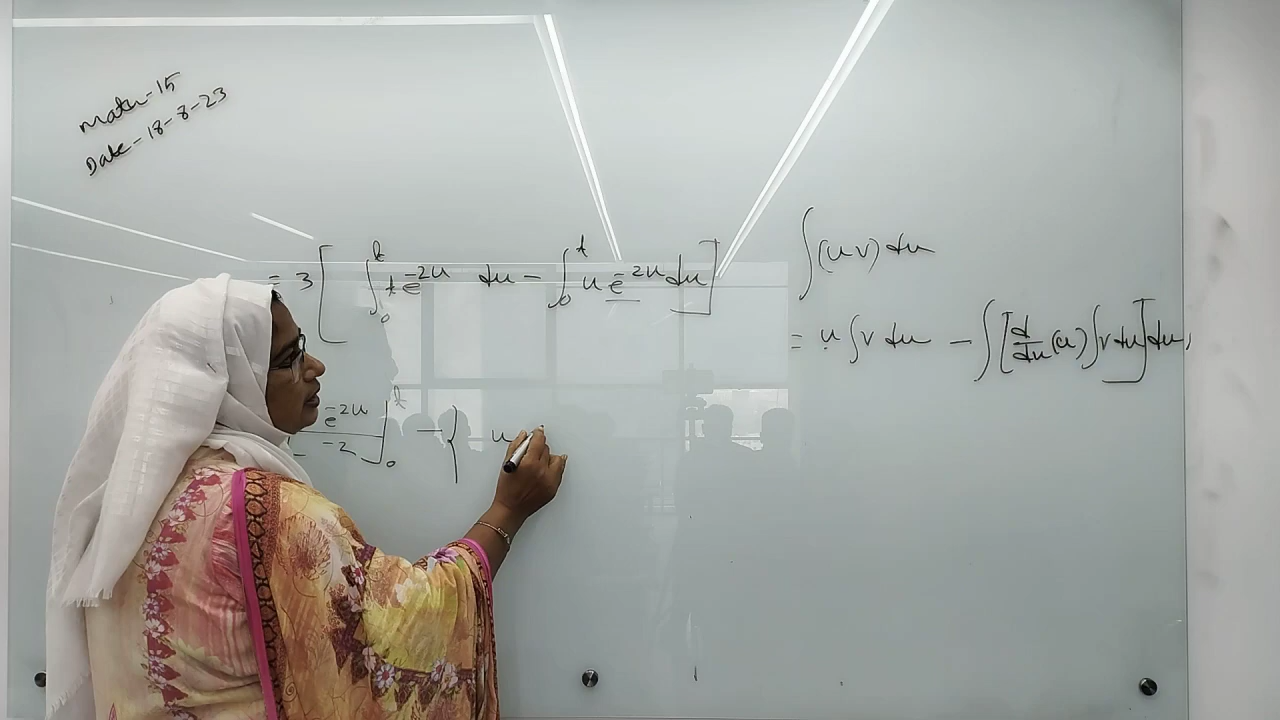 Math-15
Date-18-8-23
= 3 [ ∫₀ᵗ t e^-2u du - ∫₀ᵗ u e^-2u du ]
e^-2u / -2 ]₀ᵗ - { u
∫(uv) du
= u ∫v du - ∫[d/du (u) ∫v du] du,